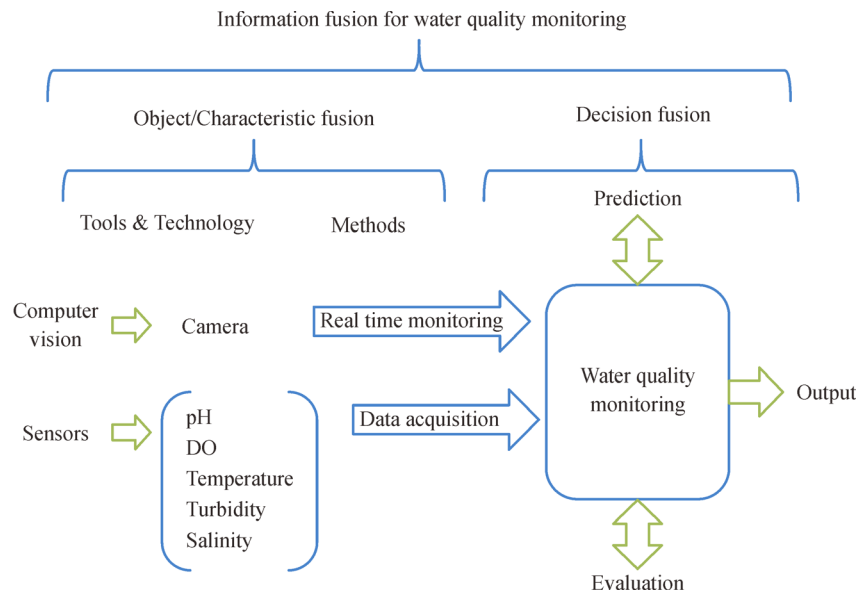 Information fusion for water quality monitoring
Object/Characteristic fusion
Decision fusion
Tools & Technology
Methods
Prediction
Computer
vision
Camera
Real time monitoring
Sensors
pH
DO
Temperature
Turbidity
Salinity
Data acquisition
Water quality
monitoring
Output
Evaluation